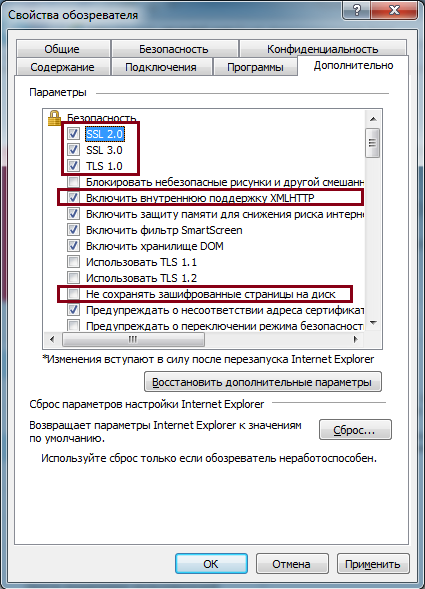 Свойства обозревателя
Общие
Безопасность
Конфиденциальность
Содержание
Подключения
Программы
Дополнительно
Параметры
Безопасность
SSL 2.0
SSL 3.0
TLS 1.0
Блокировать небезопасные рисунки и другой смешанн
Включить внутреннюю поддержку XMLHTTP
Включить защиту памяти для снижения риска интерн
Включить фильтр SmartScreen
Включить хранилище DOM
Использовать TLS 1.1
Использовать TLS 1.2
Не сохранять зашифрованные страницы на диск
Предупреждать о несоответствии адреса сертификат
Предупреждать о переключении режима безопасност
*Изменения вступают в силу после перезапуска Internet Explorer
Восстановить дополнительные параметры
Сброс параметров настройки Internet Explorer
Возвращает параметры Internet Explorer к значениям
по умолчанию.
Сброс...
Используйте сброс только если обозреватель неработоспособен.
ОК
Отмена
Применить